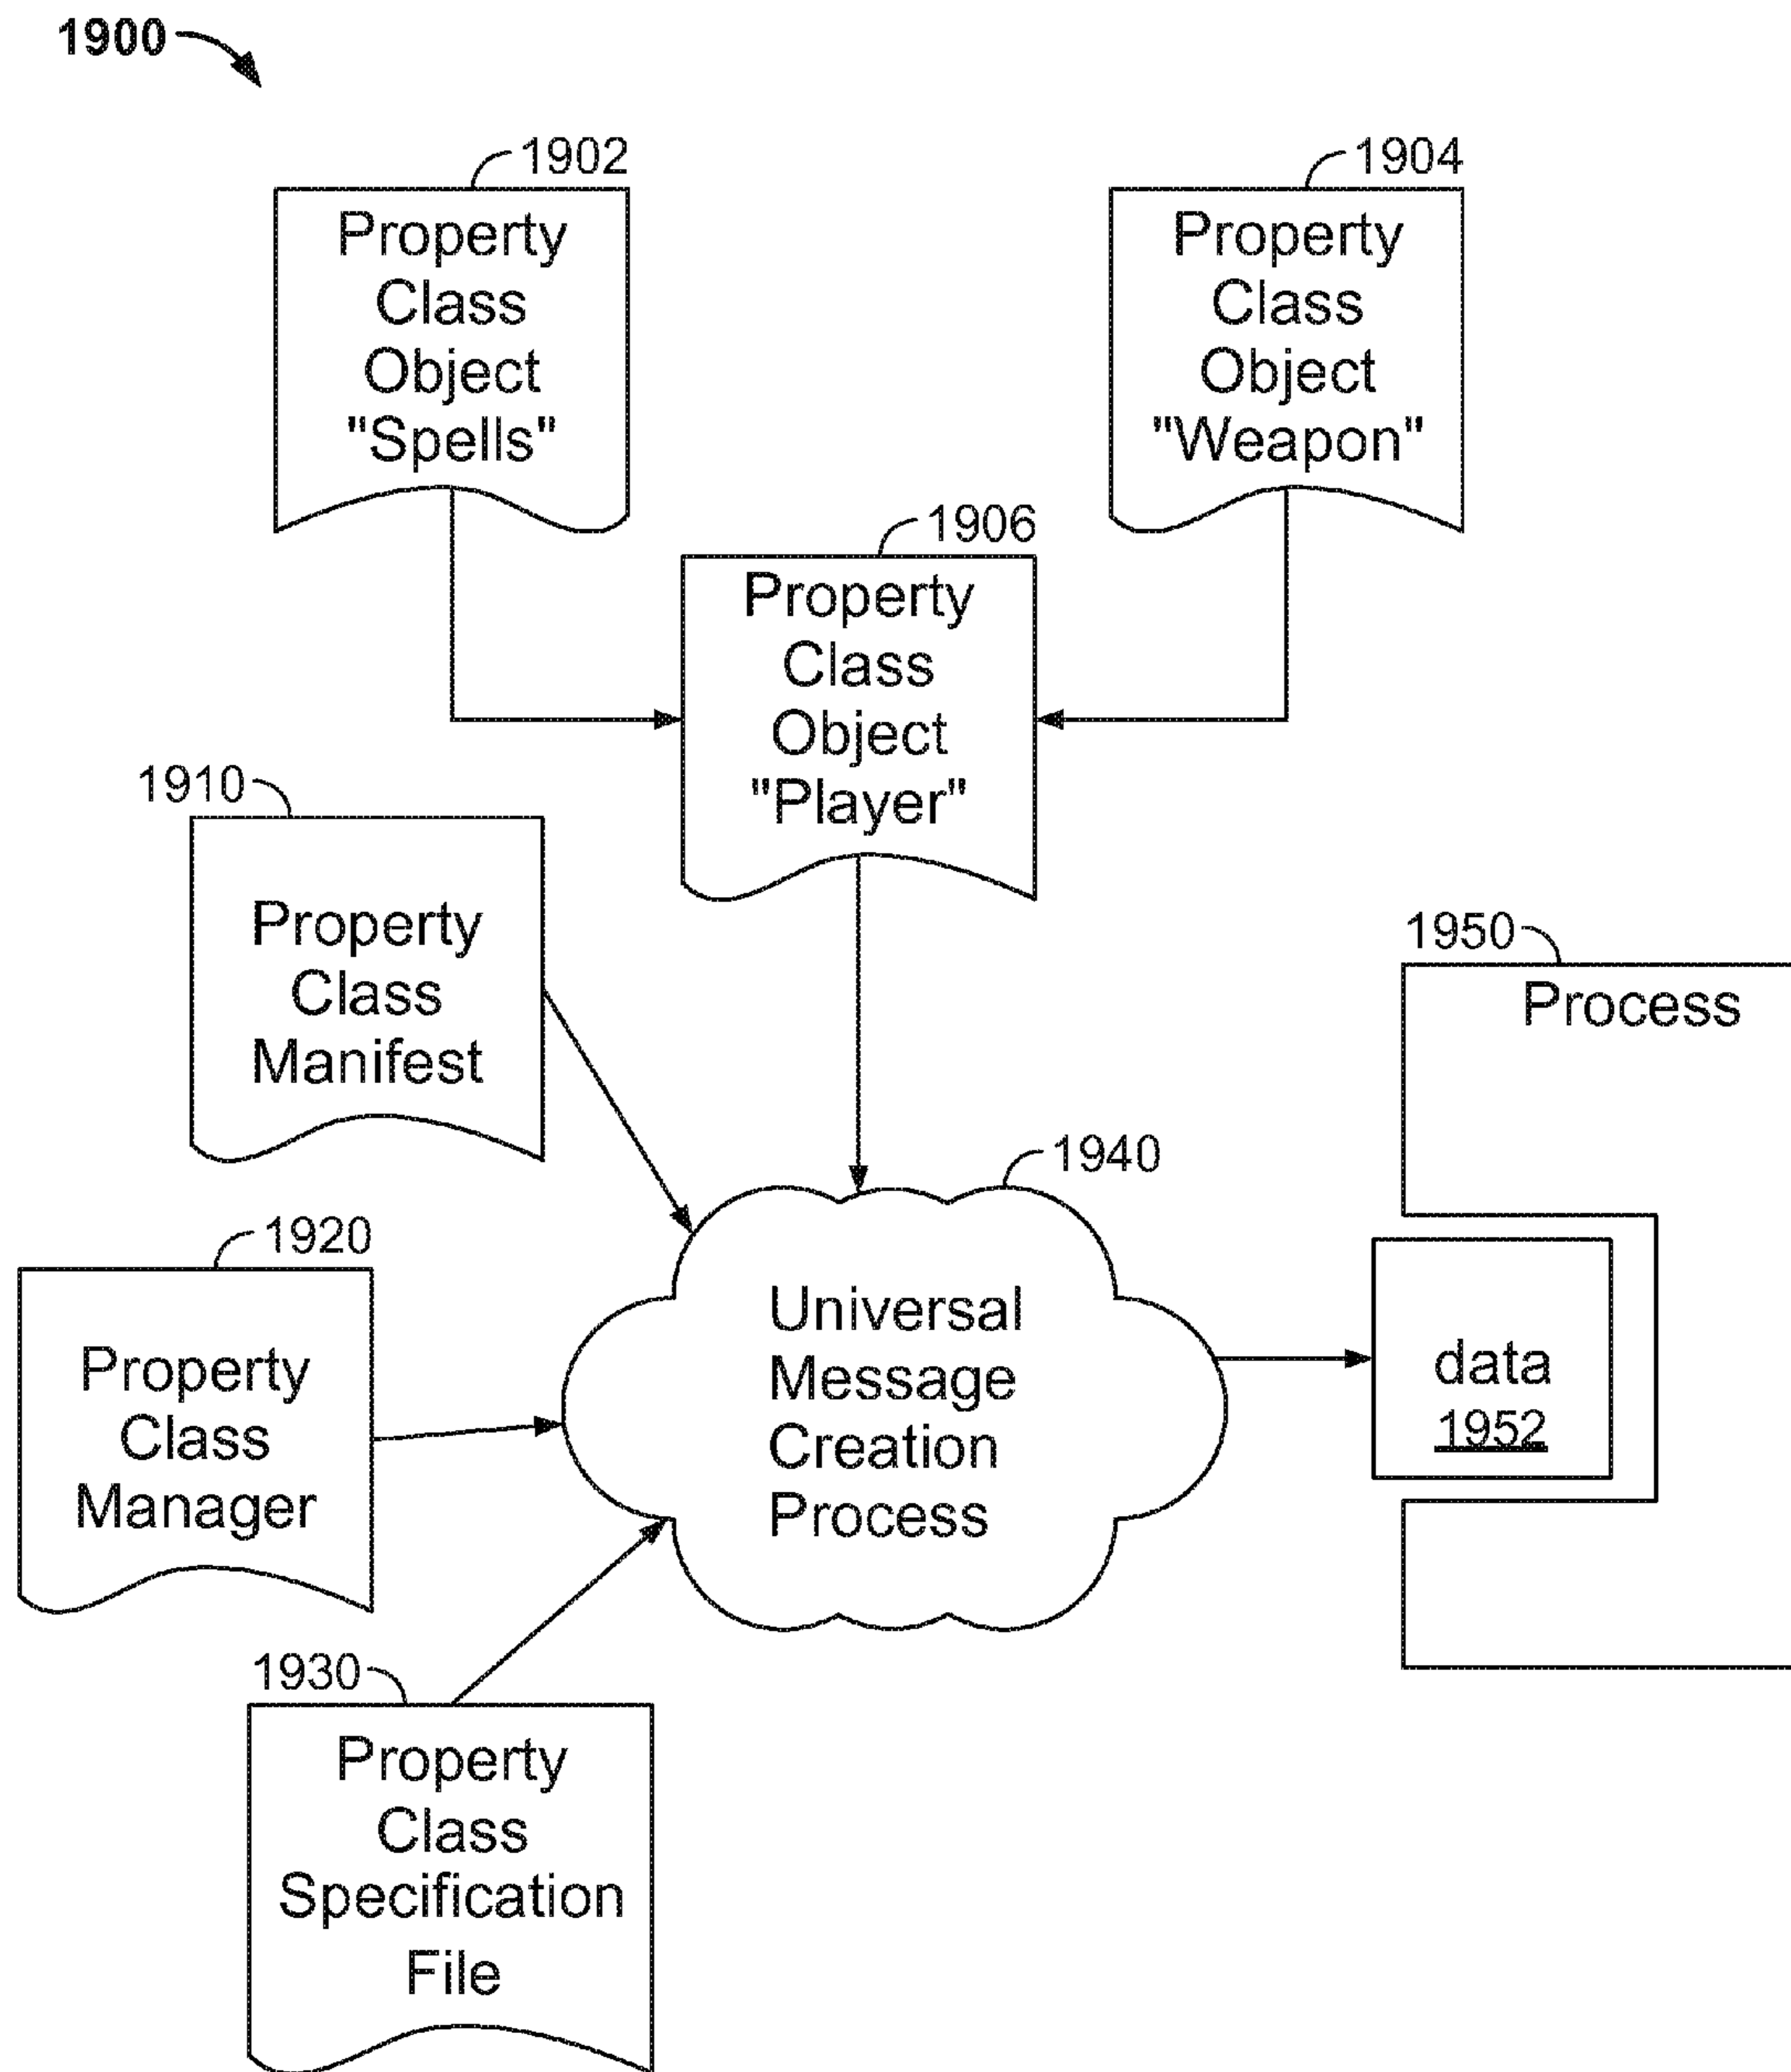 1900
1902
Property
Class
Object
"Spells"
1904
Property
Class
Object
"Weapon"
1906
Property
Class
Object
"Player"
1910
Property
Class
Manifest
1950
Process
1940
Universal
Message
Creation
Process
1920
Property
Class
Manager
data
1952
1930
Property
Class
Specification
File